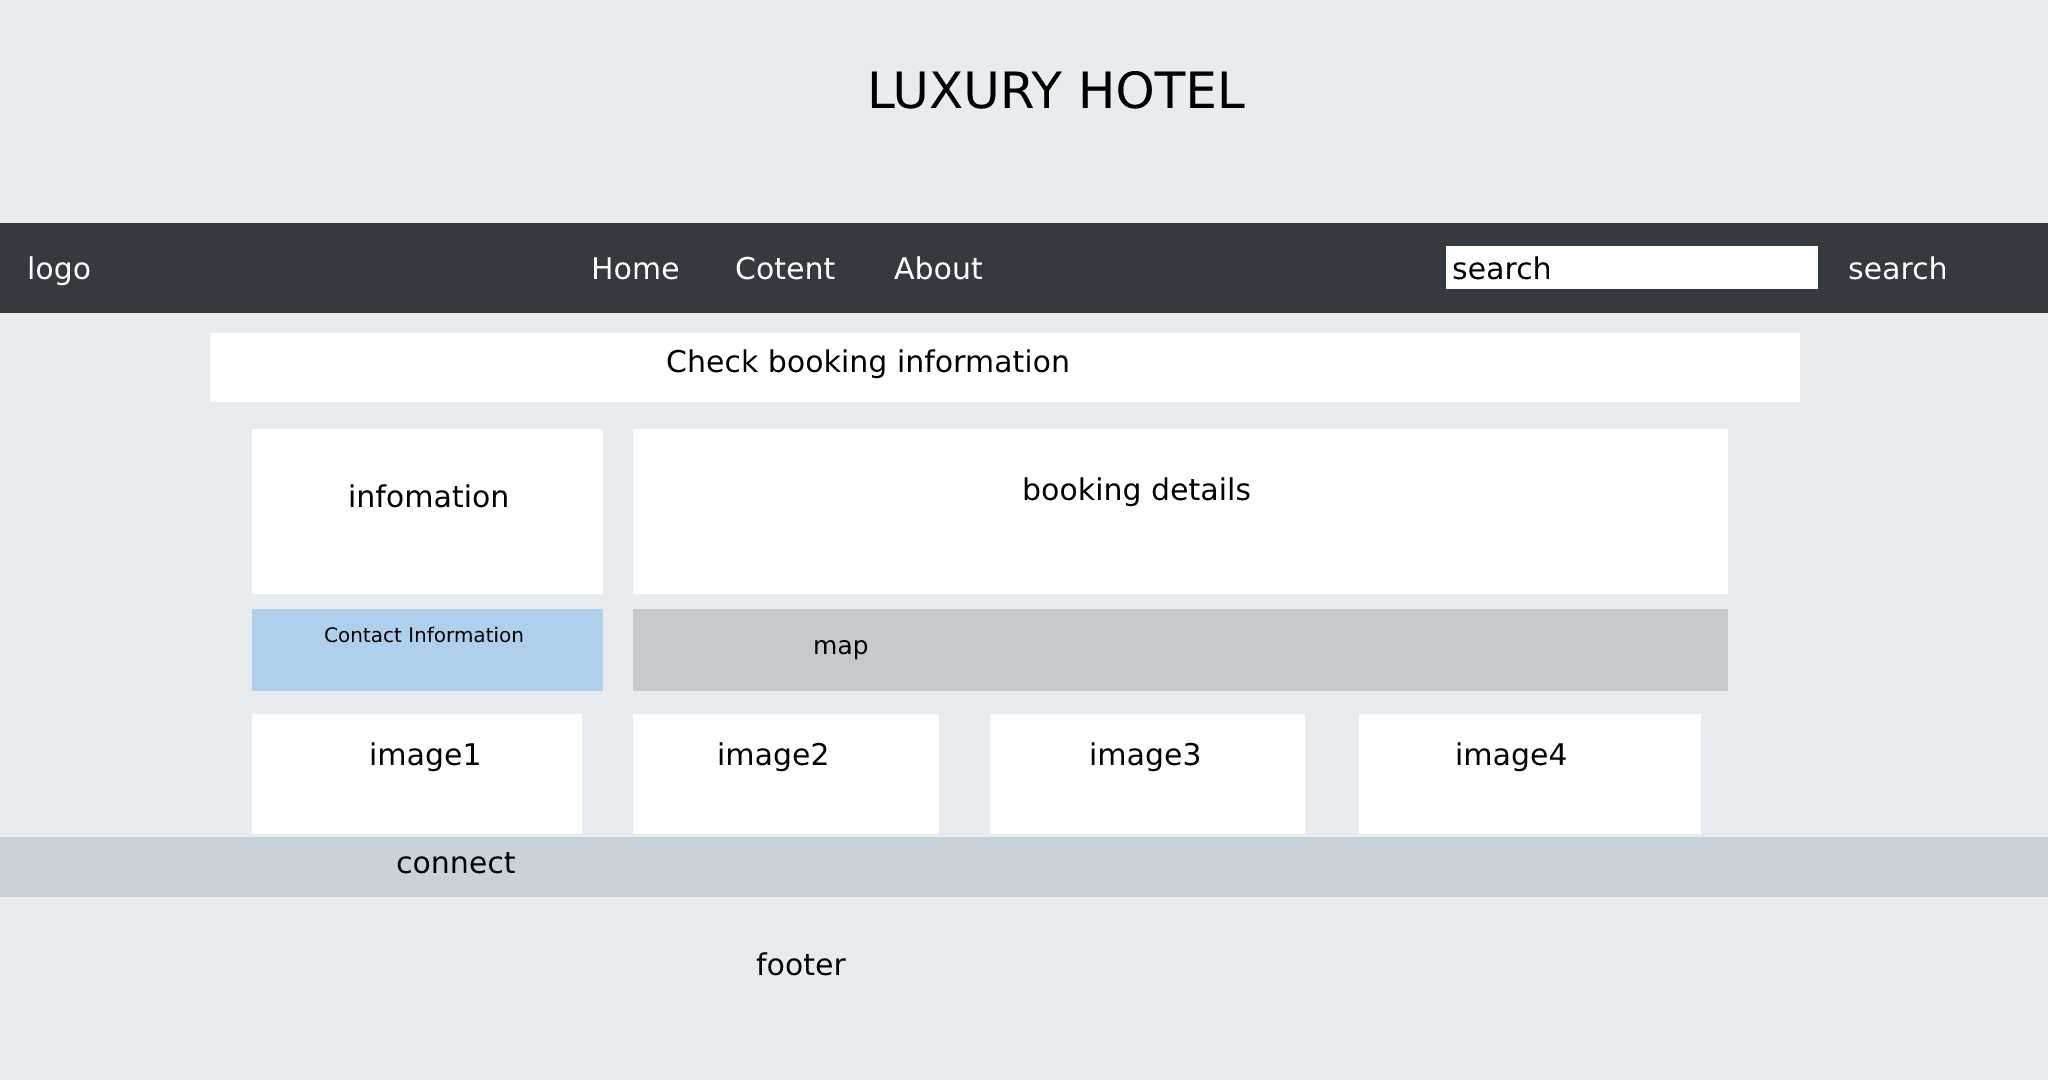 LUXURY HOTEL
logo Home Cotent About search search
Check booking information
infomation booking details
Contact Information map
image1 image2 image3 image4
connect
footer